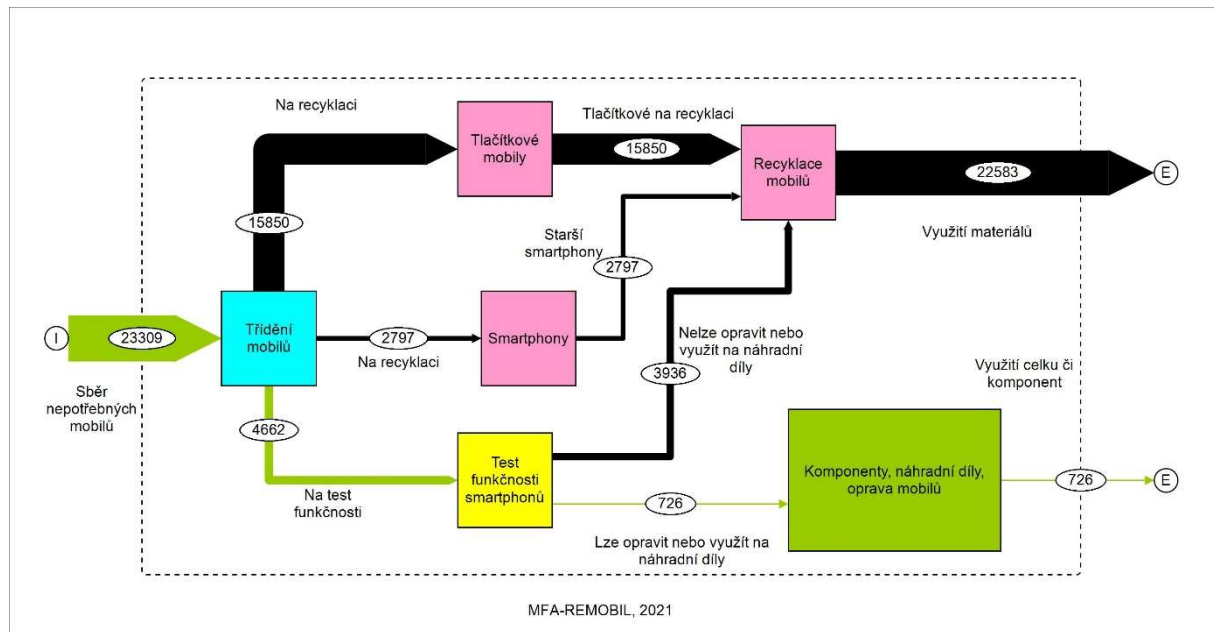 Na recyklaci
Tlačítkové
mobily
Tlačítkové na recyklaci
15850
Recyklace
mobilů
22583
E
Využití materiálů
15850
Starší
smartphony
2797
I
23309
Sběr
nepotřebných
mobilů
Třídění
mobilů
2797
Na recyklaci
Smartphony
Nelze opravit nebo
využít na náhradní
díly
3936
Využití celku či
komponent
4662
Na test
funkčnosti
Test
funkčnosti
smartphonů
726
Lze opravit nebo využít na
náhradní díly
Komponenty, náhradní díly,
oprava mobilů
726
E
MFA-REMOBIL, 2021